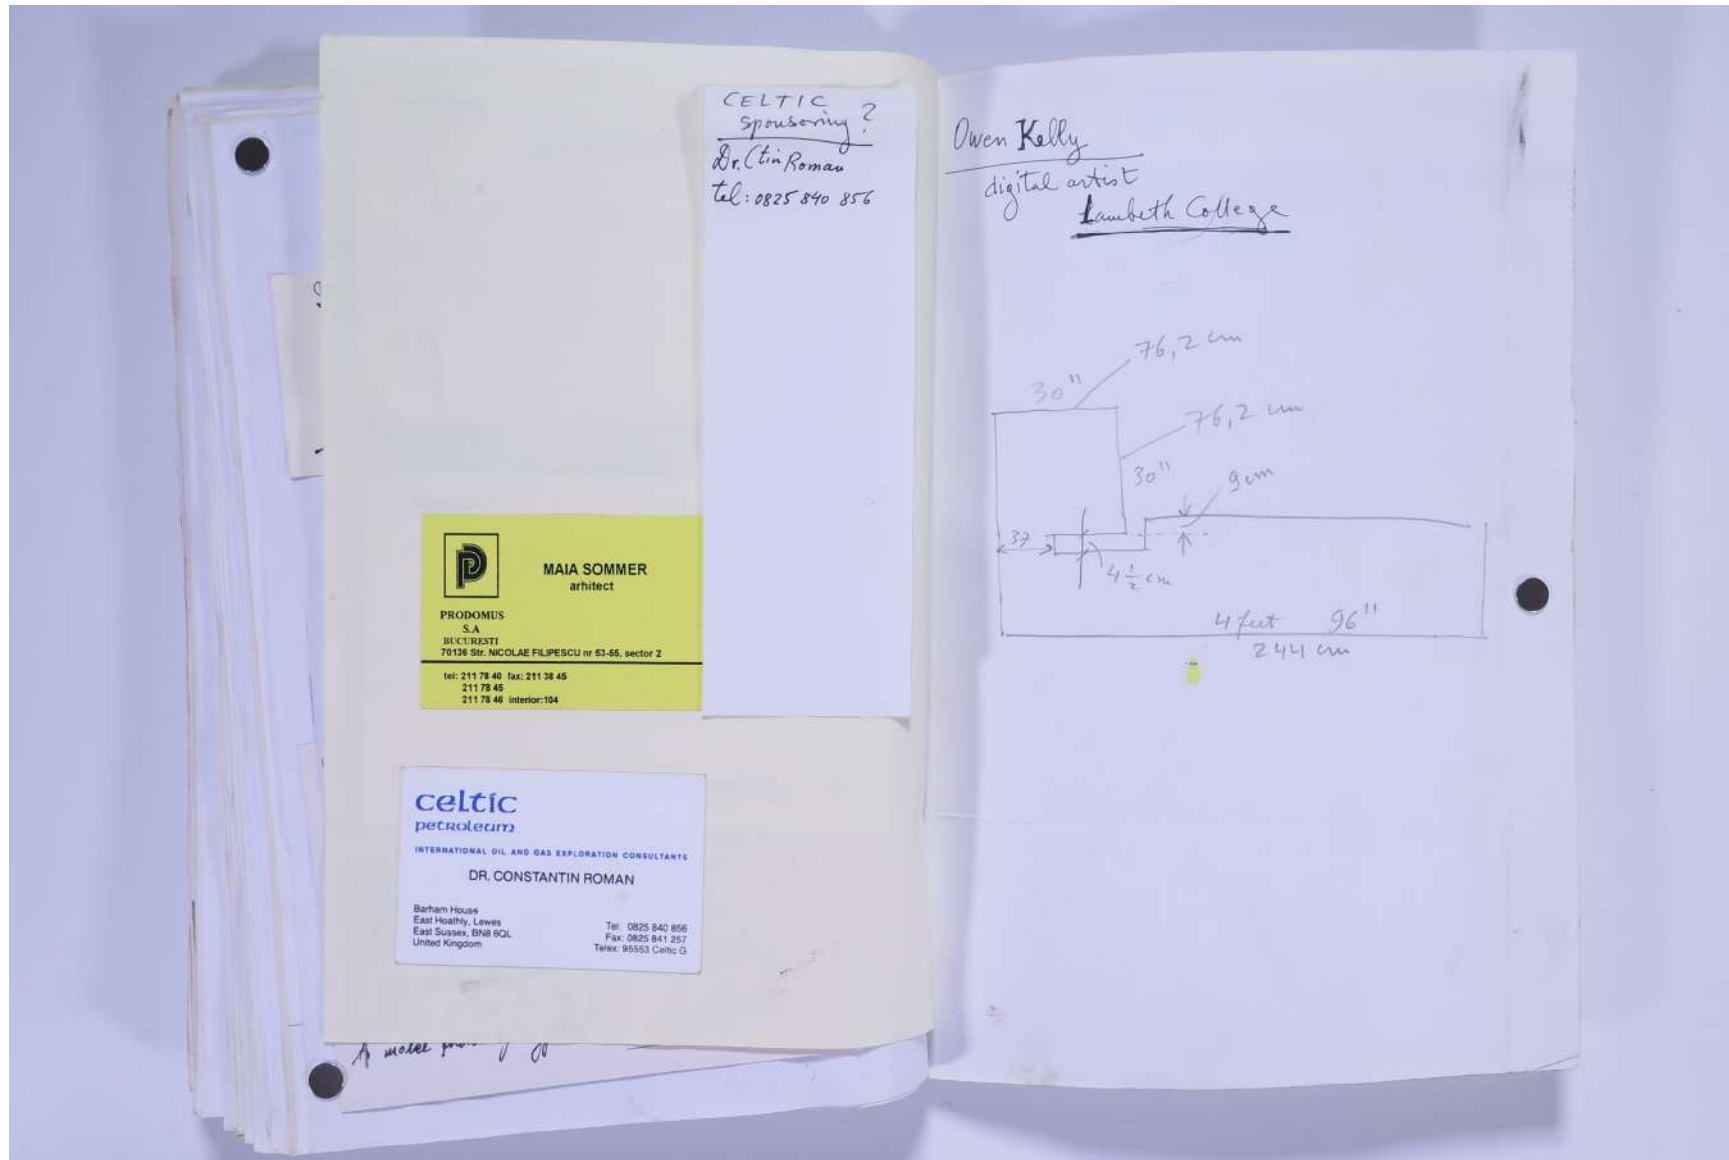 CELTIC
sponsoring?
Dr. Ctin Roman
tel: 0825 840 856
MAIA SOMMER
arhitect
PRODOMUS
S.A
BUCURESTI
70136 Str. NICOLAE FILIPESCU nr 53-55, sector 2
tel: 211 78 40 fax: 211 38 45
211 78 45
211 78 46 interior:104
celtic
petroleum
INTERNATIONAL OIL AND GAS EXPLORATION CONSULTANTS
DR. CONSTANTIN ROMAN
Barham House
East Hoathly, Lewes
East Sussex, BN8 6QL
United Kingdom
Tel: 0825 840 856
Fax: 0825 841 257
Telex: 95553 Celtic G
A model
Owen Kelly
digital artist
Lambeth College
76,2 cm
30"
76,2 cm
30"
9 cm
37
4 1/2 cm
4 feet 96"
244 cm